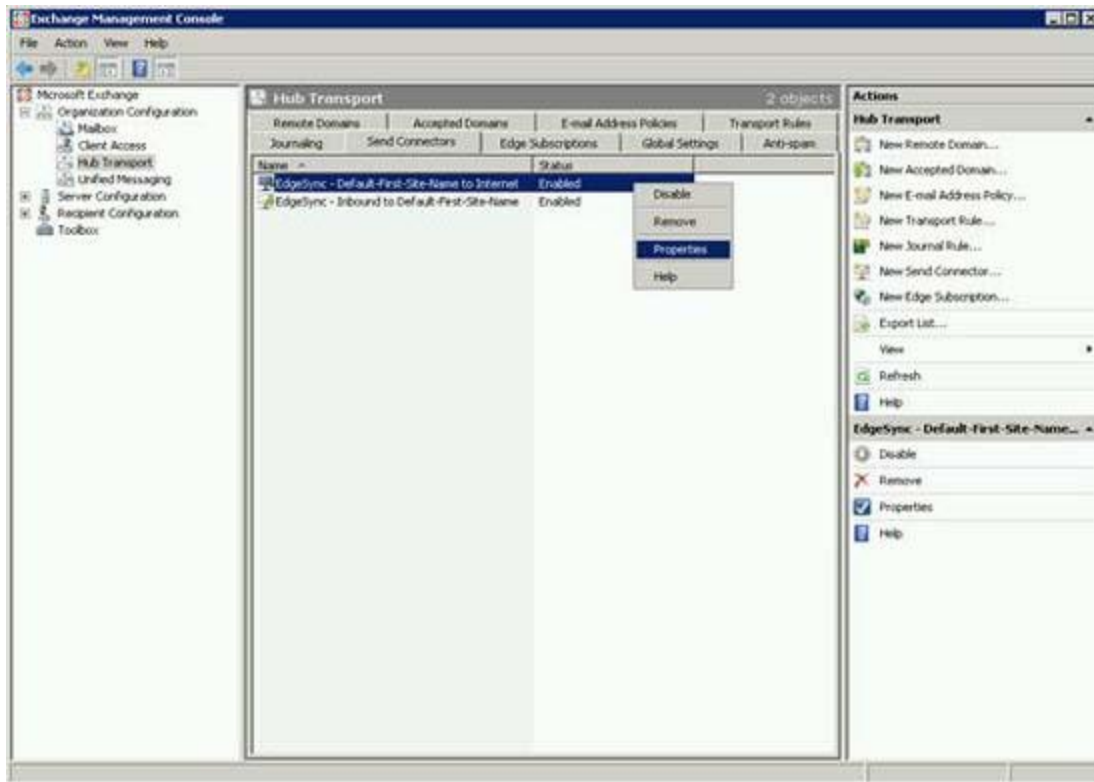 Exchange Management Console
File Action View Help
Microsoft Exchange
Organization Configuration
Mailbox
Client Access
Hub Transport
Unified Messaging
Server Configuration
Recipient Configuration
Toolbox
Hub Transport 2 objects
Remote Domains Accepted Domains E-mail Address Policies Transport Rules
Journaling Send Connectors Edge Subscriptions Global Settings Anti-spam
Name Status
EdgeSync - Default-First-Site-Name to Internet Enabled
EdgeSync - Inbound to Default-First-Site-Name Enabled
Disable
Remove
Properties
Help
Actions
Hub Transport
New Remote Domain...
New Accepted Domain...
New E-mail Address Policy...
New Transport Rule...
New Journal Rule...
New Send Connector...
New Edge Subscription...
Export List...
View
Refresh
Help
EdgeSync - Default-First-Site-Name...
Disable
Remove
Properties
Help